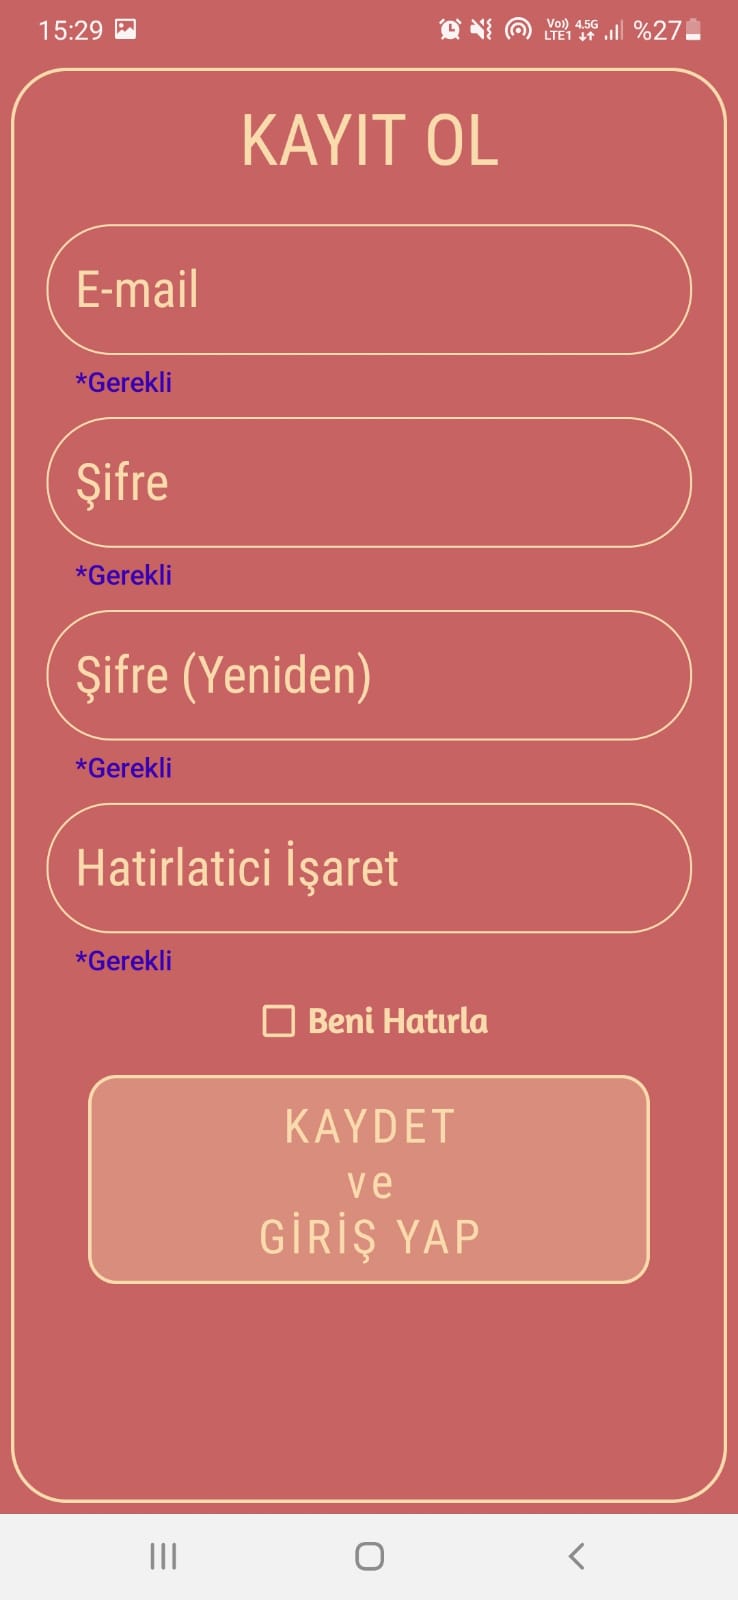 15:29 Vo)) 4.5G LTE1 %27
KAYIT OL
E-mail
*Gerekli
Şifre
*Gerekli
Şifre (Yeniden)
*Gerekli
Hatirlatici İşaret
*Gerekli
Beni Hatırla
KAYDET
ve
GİRİŞ YAP